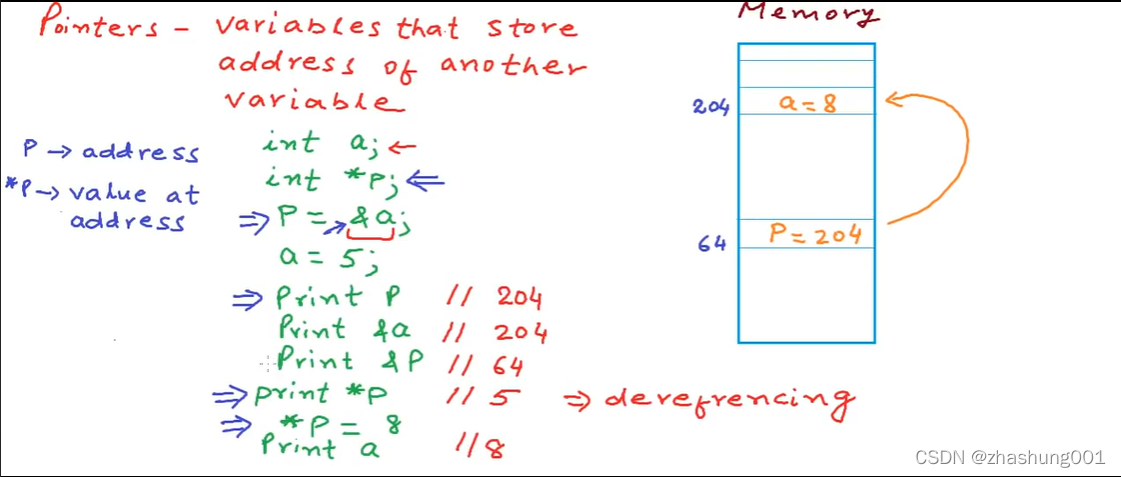 Pointers - variables that store
address of another
variable
P → address
*P → value at
address
int a; ←
int *P; ⇐
⇒ P = → &a;
a = 5;
⇒ Print P // 204
Print &a // 204
Print &P // 64
⇒ print *P // 5 ⇒ derefrencing
⇒ *P = 8
Print a //8
Memory
204 a=8
64 P=204
CSDN @zhashung001